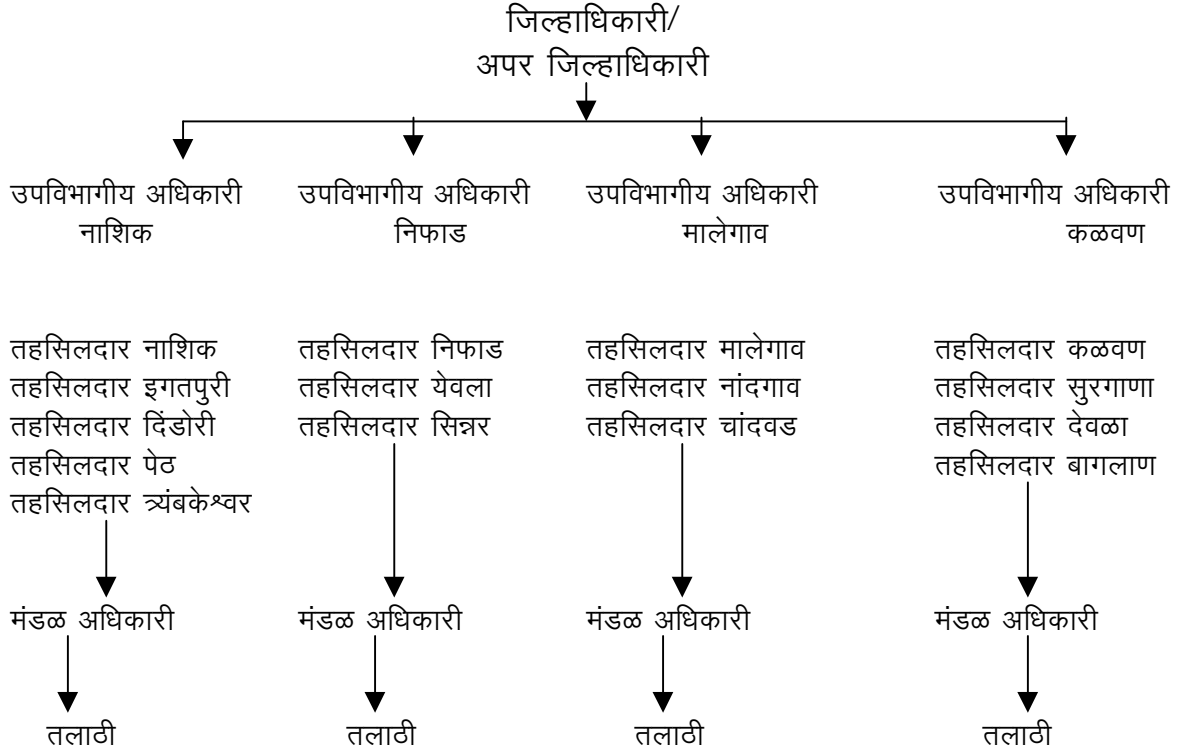 जिल्हाधिकारी/
अपर जिल्हाधिकारी
उपविभागीय अधिकारी
नाशिक
उपविभागीय अधिकारी
निफाड
उपविभागीय अधिकारी
मालेगाव
उपविभागीय अधिकारी
कळवण
तहसिलदार नाशिक
तहसिलदार इगतपुरी
तहसिलदार दिंडोरी
तहसिलदार पेठ
तहसिलदार त्र्यंबकेश्वर
तहसिलदार निफाड
तहसिलदार येवला
तहसिलदार सिन्नर
तहसिलदार मालेगाव
तहसिलदार नांदगाव
तहसिलदार चांदवड
तहसिलदार कळवण
तहसिलदार सुरगाणा
तहसिलदार देवळा
तहसिलदार बागलाण
मंडळ अधिकारी
मंडळ अधिकारी
मंडळ अधिकारी
मंडळ अधिकारी
तलाठी
तलाठी
तलाठी
तलाठी